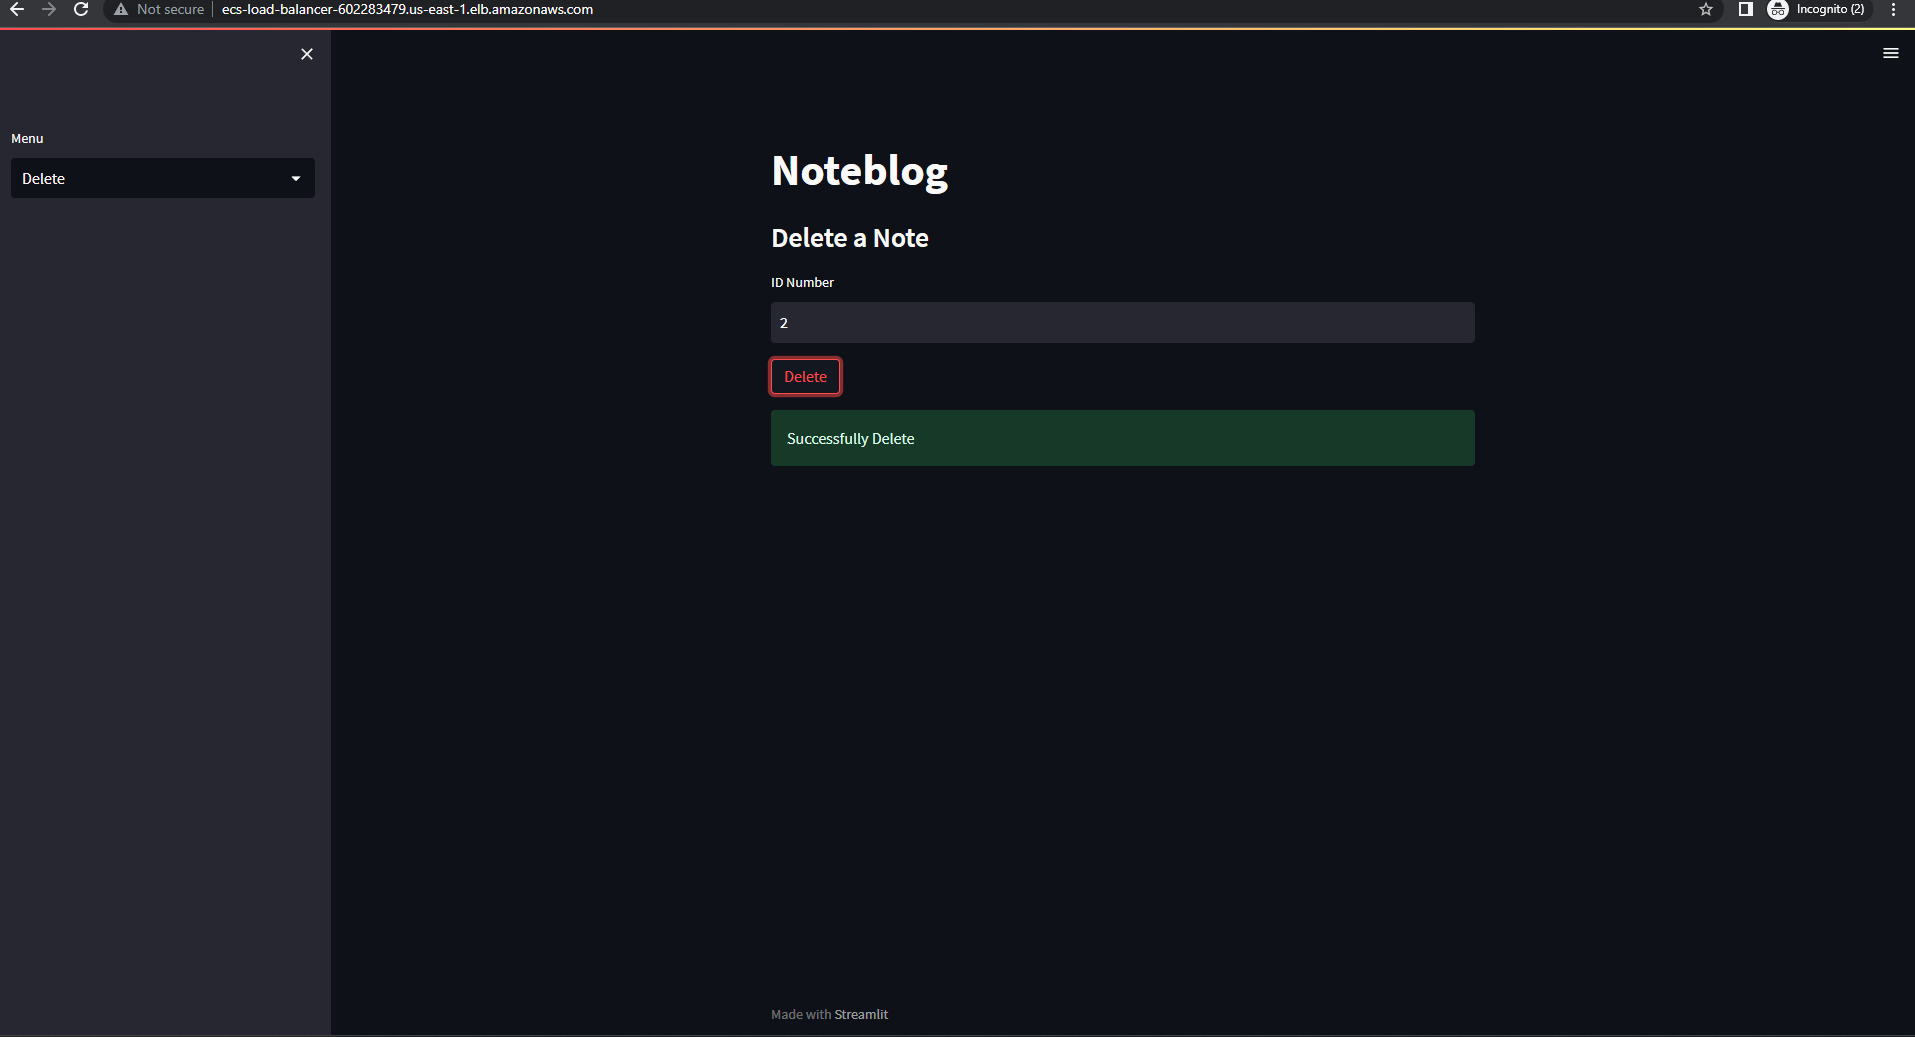 Not secure
ecs-load-balancer-602283479.us-east-1.elb.amazonaws.com
Incognito (2)
Menu
Delete
Noteblog
Delete a Note
ID Number
2
Delete
Successfully Delete
Made with Streamlit